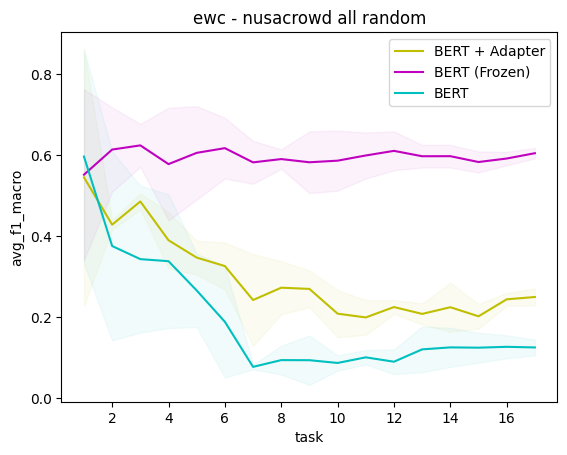 ewc - nusacrowd all random
BERT + Adapter
BERT (Frozen)
BERT
avg_f1_macro
0.8
0.6
0.4
0.2
0.0
2 4 6 8 10 12 14 16
task